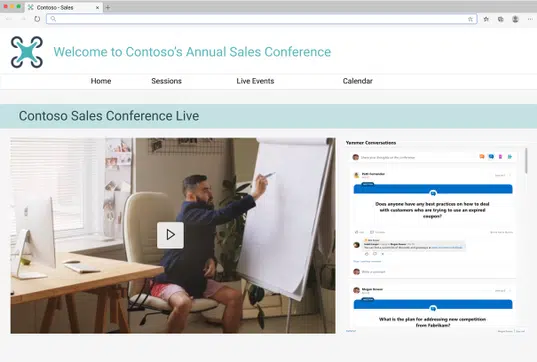 Contoso - Sales
Welcome to Contoso's Annual Sales Conference
Home
Sessions
Live Events
Calendar
Contoso Sales Conference Live
Yammer Conversations
Does anyone have any best practices on how to deal
with customers who are trying to use an expired
coupon?
Megan Bowen
What is the plan for addressing new competition
from Fabrikam?